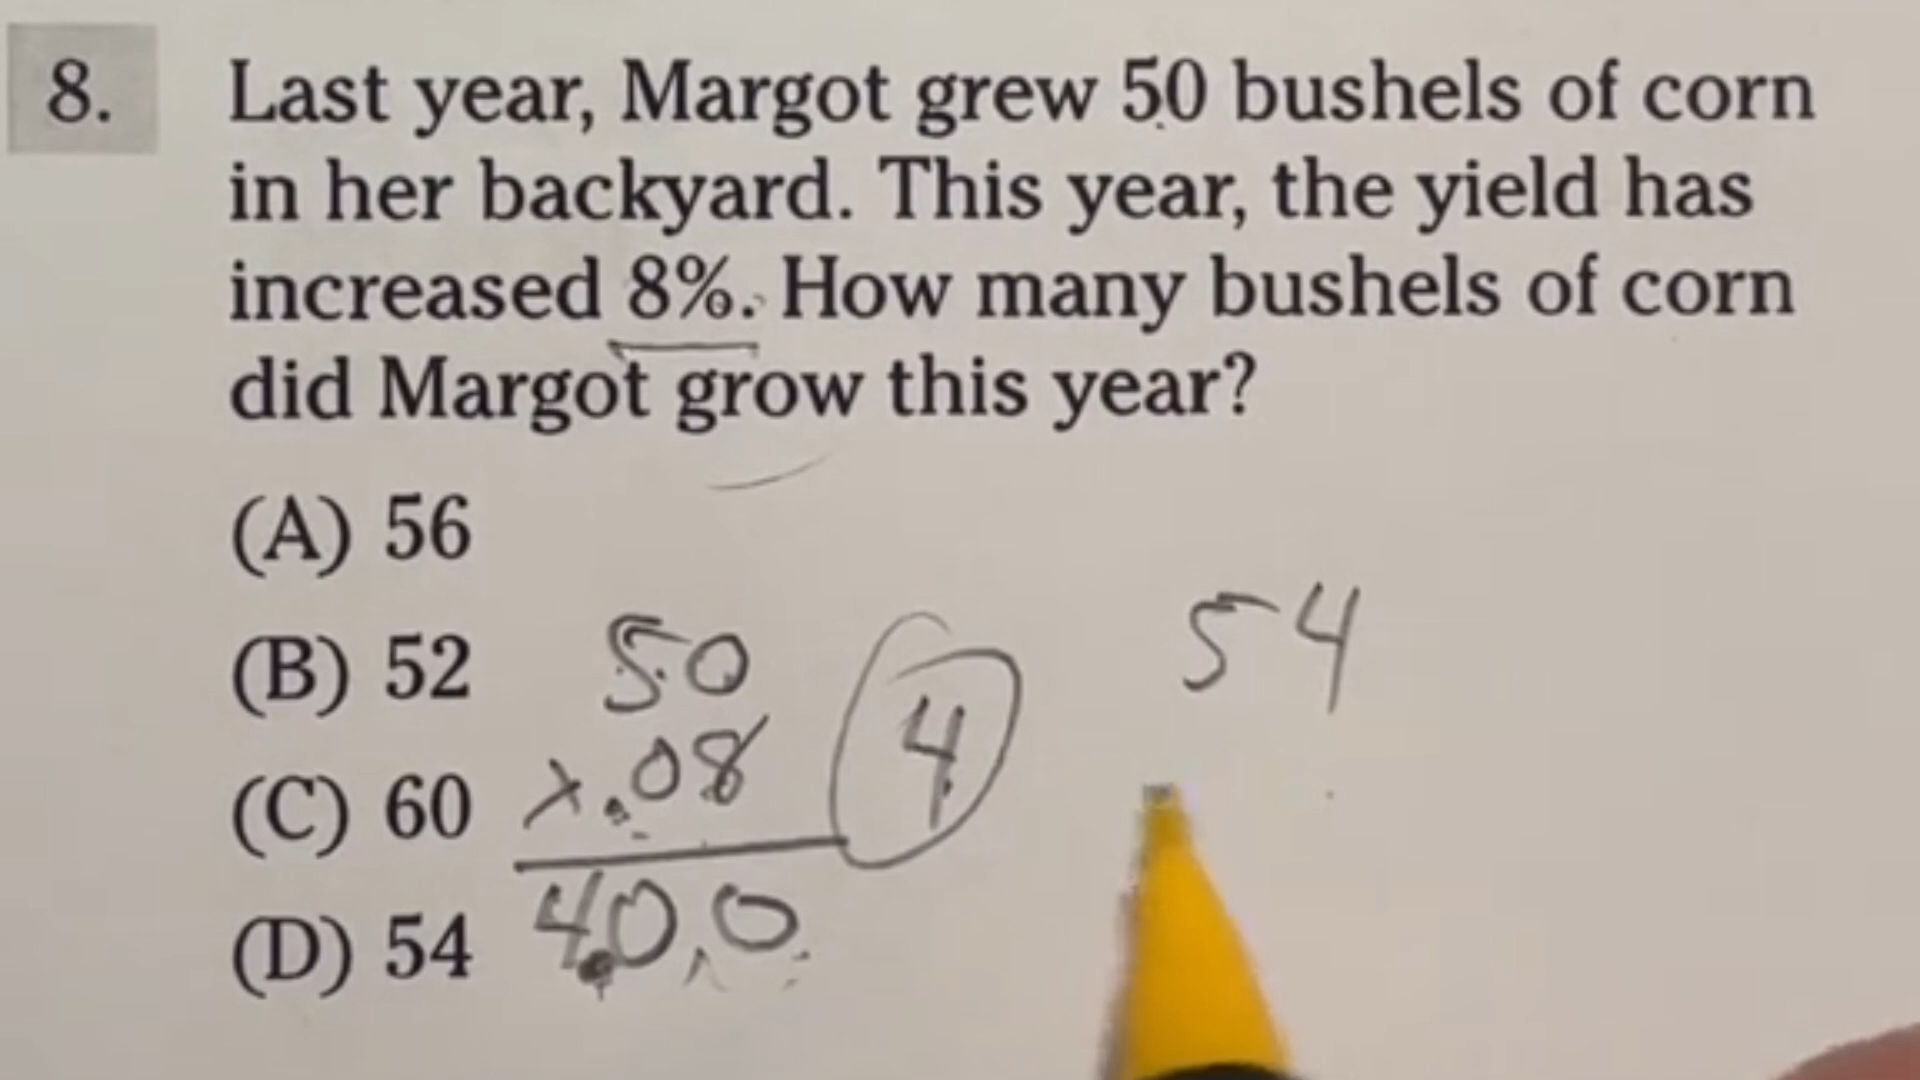 8. Last year, Margot grew 50 bushels of corn
in her backyard. This year, the yield has
increased 8%. How many bushels of corn
did Margot grow this year?
(A) 56
(B) 52
(C) 60
(D) 54
50
x.08
4.00
4
54